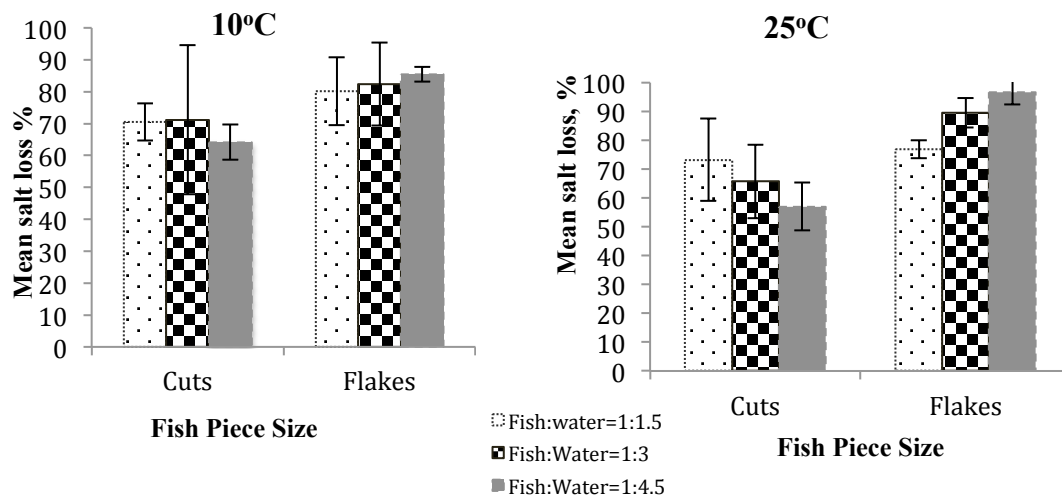 10°C
Mean salt loss %
100
90
80
70
60
50
40
30
20
10
0
Cuts Flakes
Fish Piece Size
25°C
Mean salt loss, %
100
90
80
70
60
50
40
30
20
10
0
Cuts Flakes
Fish Piece Size
Fish:water=1:1.5
Fish:Water=1:3
Fish:Water=1:4.5